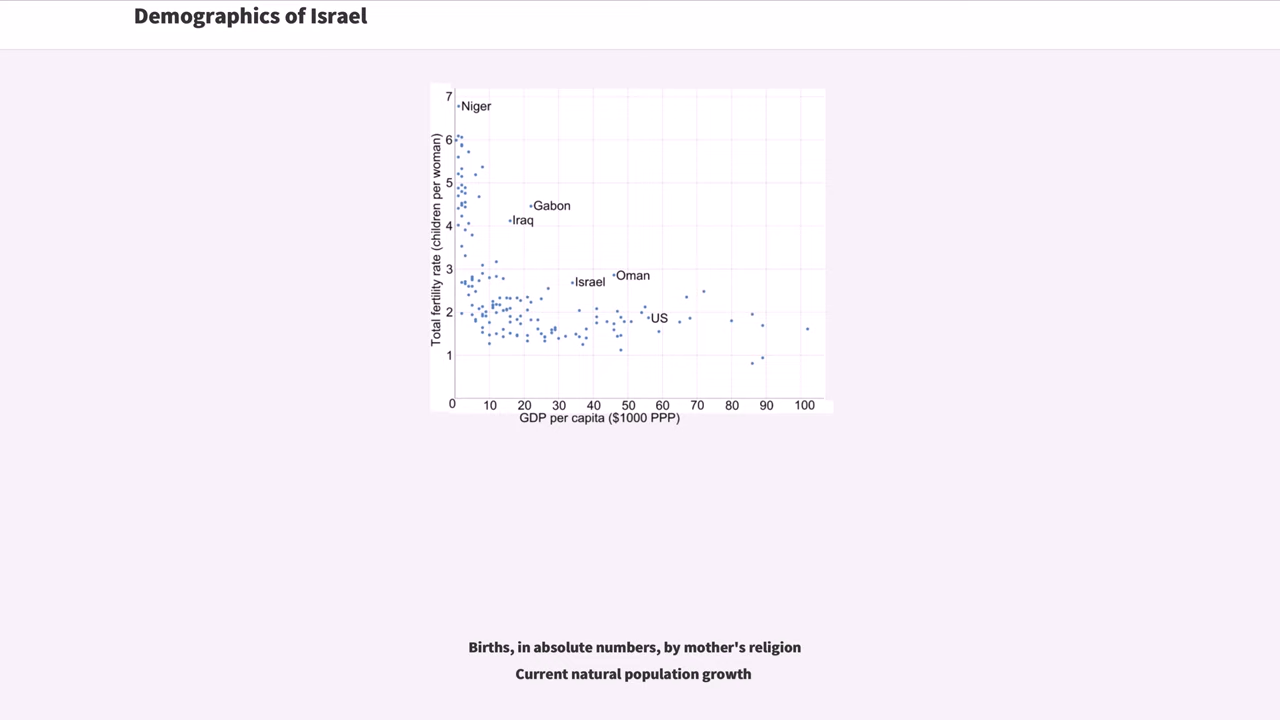 Demographics of Israel
7
Niger
6
5
Gabon
Iraq
4
3
Oman
Israel
2
US
1
0 10 20 30 40 50 60 70 80 90 100
Total fertility rate (children per woman)
GDP per capita ($1000 PPP)
Births, in absolute numbers, by mother's religion
Current natural population growth